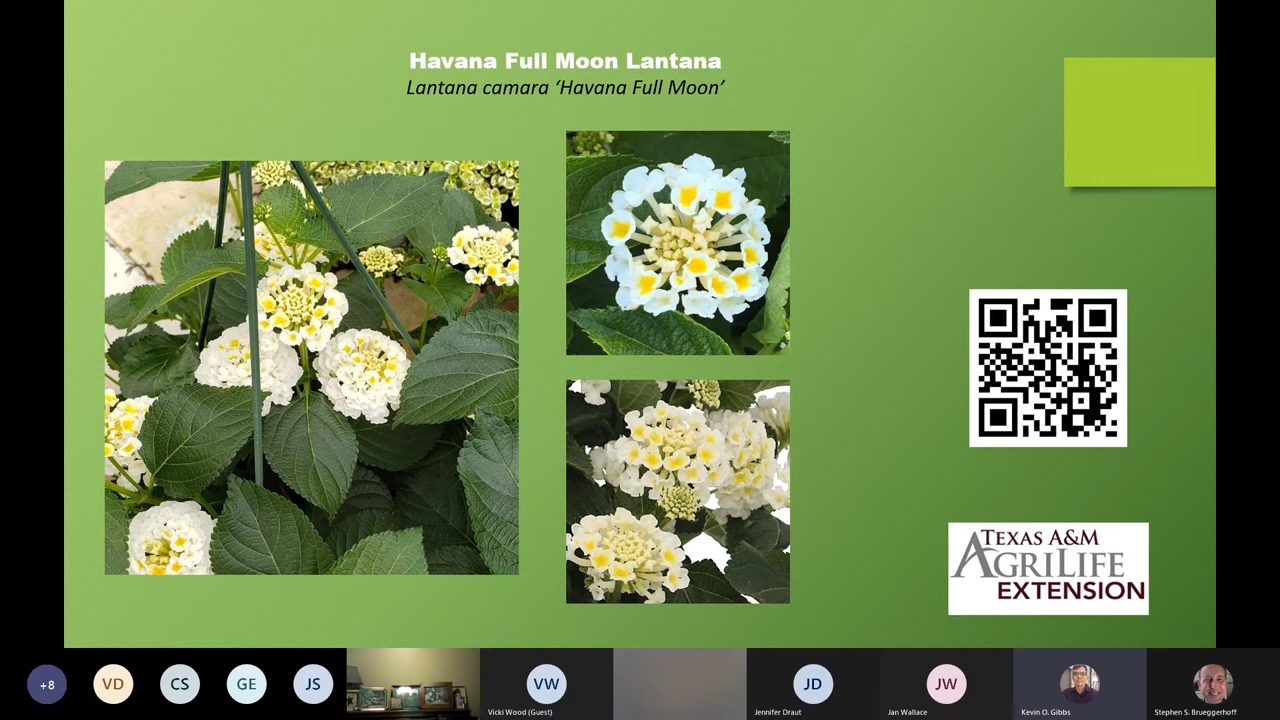 Havana Full Moon Lantana
Lantana camara ‘Havana Full Moon’
TEXAS A&M
AGRILIFE
EXTENSION
+8
VD
CS
GE
JS
VW
Vicki Wood (Guest)
JD
Jennifer Draut
JW
Jan Wallace
Kevin O. Gibbs
Stephen S. Brueggerhoff